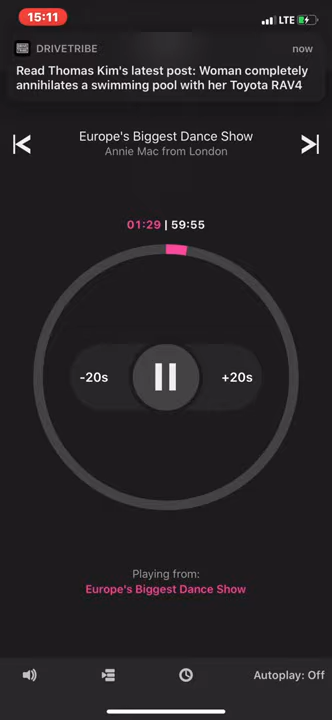 15:11
LTE
DRIVETRIBE
now
Read Thomas Kim's latest post: Woman completely
annihilates a swimming pool with her Toyota RAV4
Europe's Biggest Dance Show
Annie Mac from London
01:29 | 59:55
-20s
+20s
Playing from:
Europe's Biggest Dance Show
Autoplay: Off